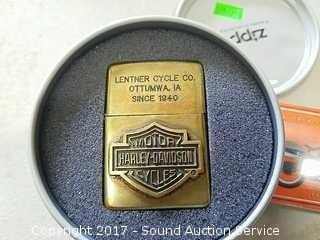 zippo
LENTNER CYCLE CO.
OTTUMWA, IA
SINCE 1940
MOTOR
HARLEY-DAVIDSON
CYCLES
Copyright 2017 - Sound Auction Service